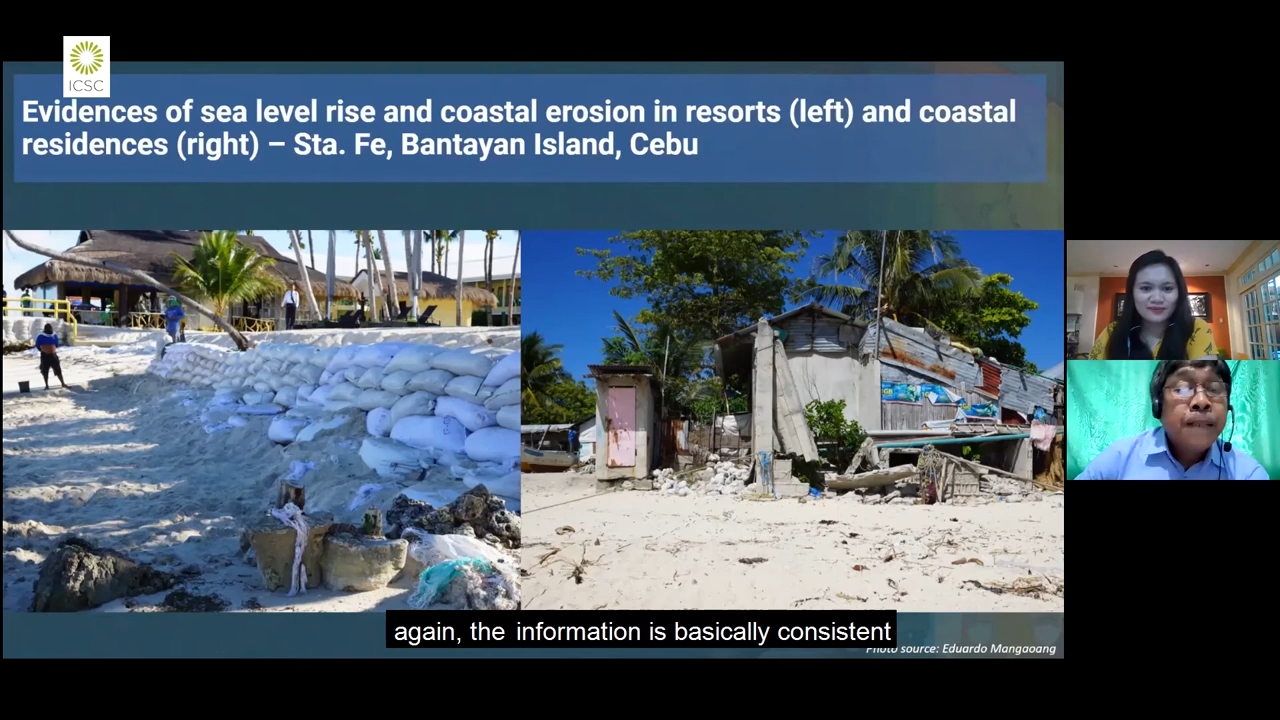 ICSC
Evidences of sea level rise and coastal erosion in resorts (left) and coastal
residences (right) – Sta. Fe, Bantayan Island, Cebu
again, the information is basically consistent
Photo source: Eduardo Mangaoang